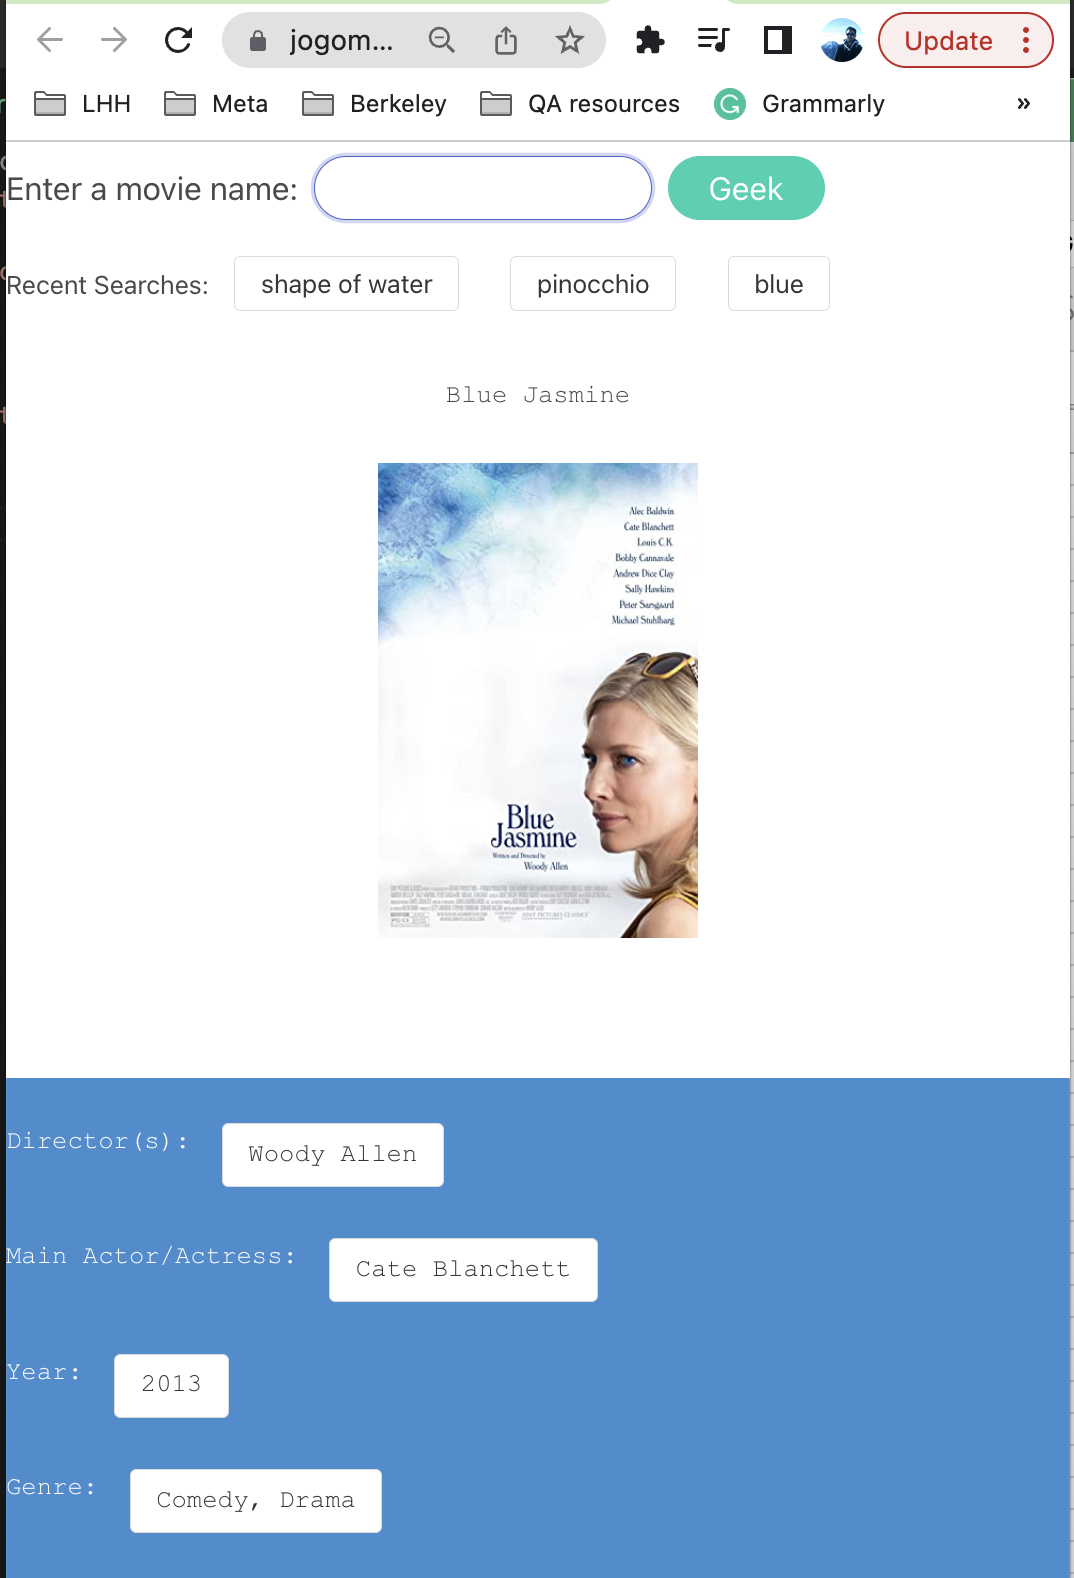 jogom...
Update
LHH Meta Berkeley QA resources Grammarly »
Enter a movie name: Geek
Recent Searches: shape of water pinocchio blue
Blue Jasmine
Alec Baldwin
Cate Blanchett
Louis C.K.
Bobby Cannavale
Andrew Dice Clay
Sally Hawkins
Peter Sarsgaard
Michael Stuhlbarg
Blue
Jasmine
Written and Directed by
Woody Allen
Director(s): Woody Allen
Main Actor/Actress: Cate Blanchett
Year: 2013
Genre: Comedy, Drama